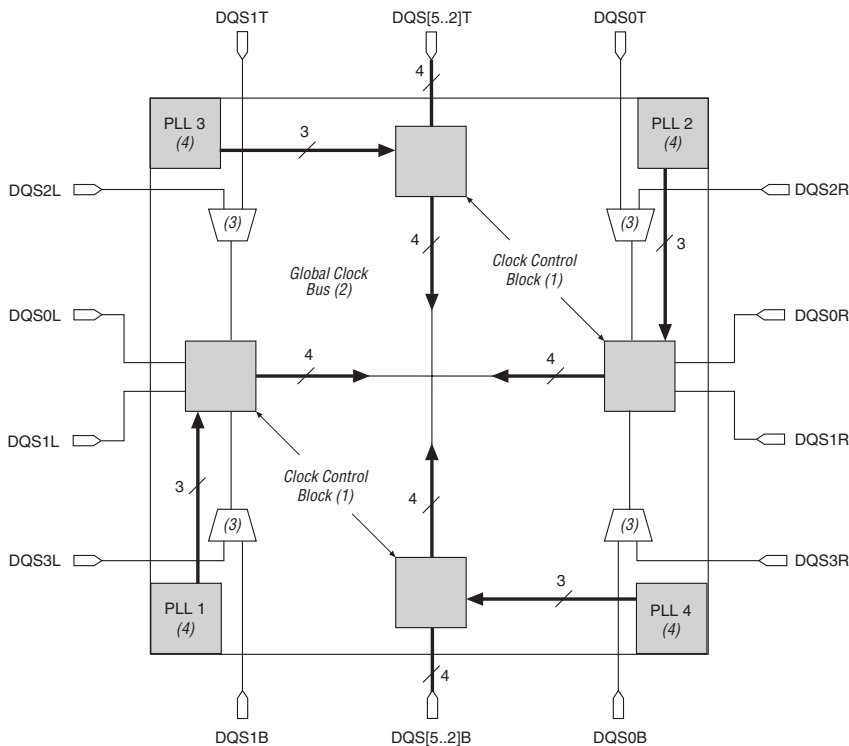 DQS1T
DQS[5..2]T
DQS0T
4
PLL 3
(4)
3
PLL 2
(4)
DQS2L
DQS2R
(3)
(3)
4
3
Global Clock
Bus (2)
Clock Control
Block (1)
DQS0L
DQS0R
4
4
DQS1L
DQS1R
Clock Control
Block (1)
3
4
(3)
(3)
DQS3L
DQS3R
3
PLL 1
(4)
PLL 4
(4)
4
DQS1B
DQS[5..2]B
DQS0B